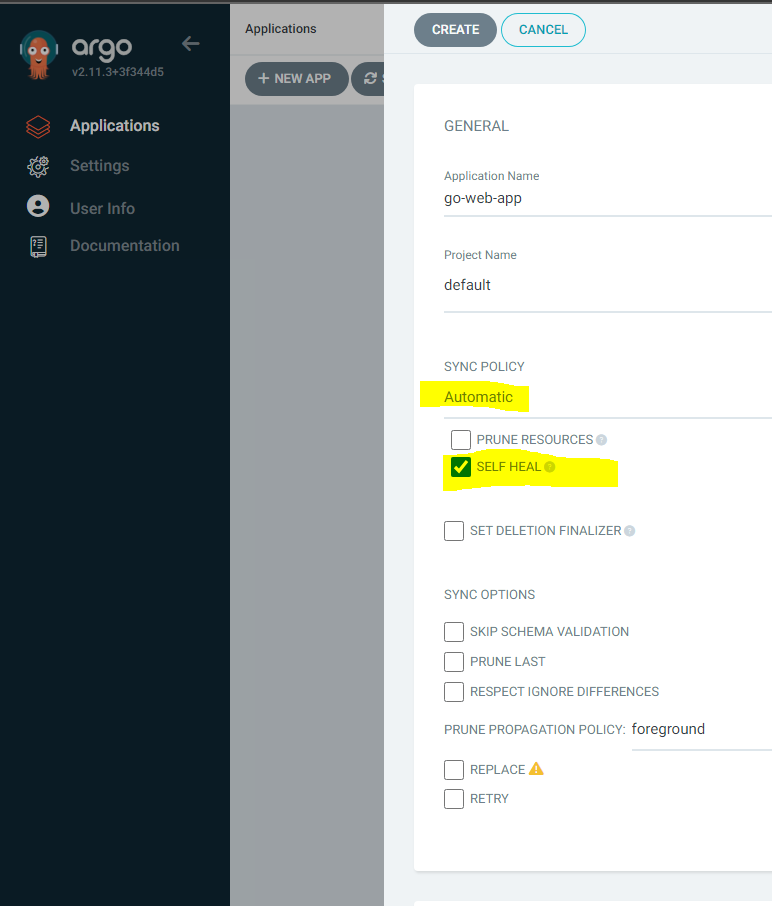 argo
v2.11.3+3f344d5
Applications
Settings
User Info
Documentation
Applications
+ NEW APP
CREATE
CANCEL
GENERAL
Application Name
go-web-app
Project Name
default
SYNC POLICY
Automatic
PRUNE RESOURCES
SELF HEAL
SET DELETION FINALIZER
SYNC OPTIONS
SKIP SCHEMA VALIDATION
PRUNE LAST
RESPECT IGNORE DIFFERENCES
PRUNE PROPAGATION POLICY: foreground
REPLACE
RETRY